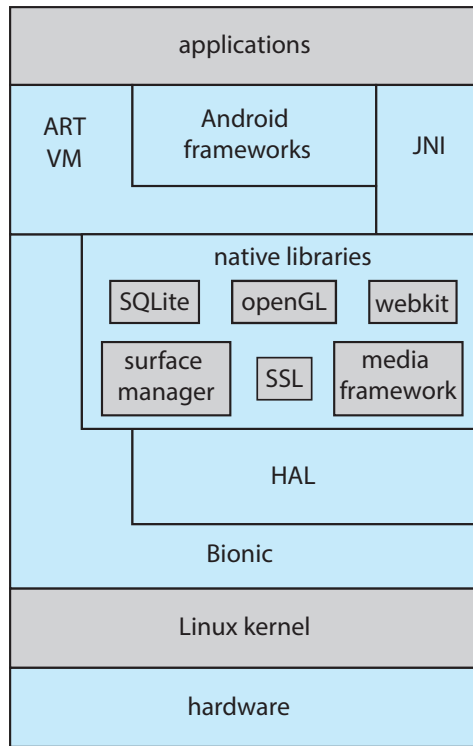 applications
ART
VM
Android
frameworks
JNI
native libraries
SQLite
openGL
webkit
surface
manager
SSL
media
framework
HAL
Bionic
Linux kernel
hardware